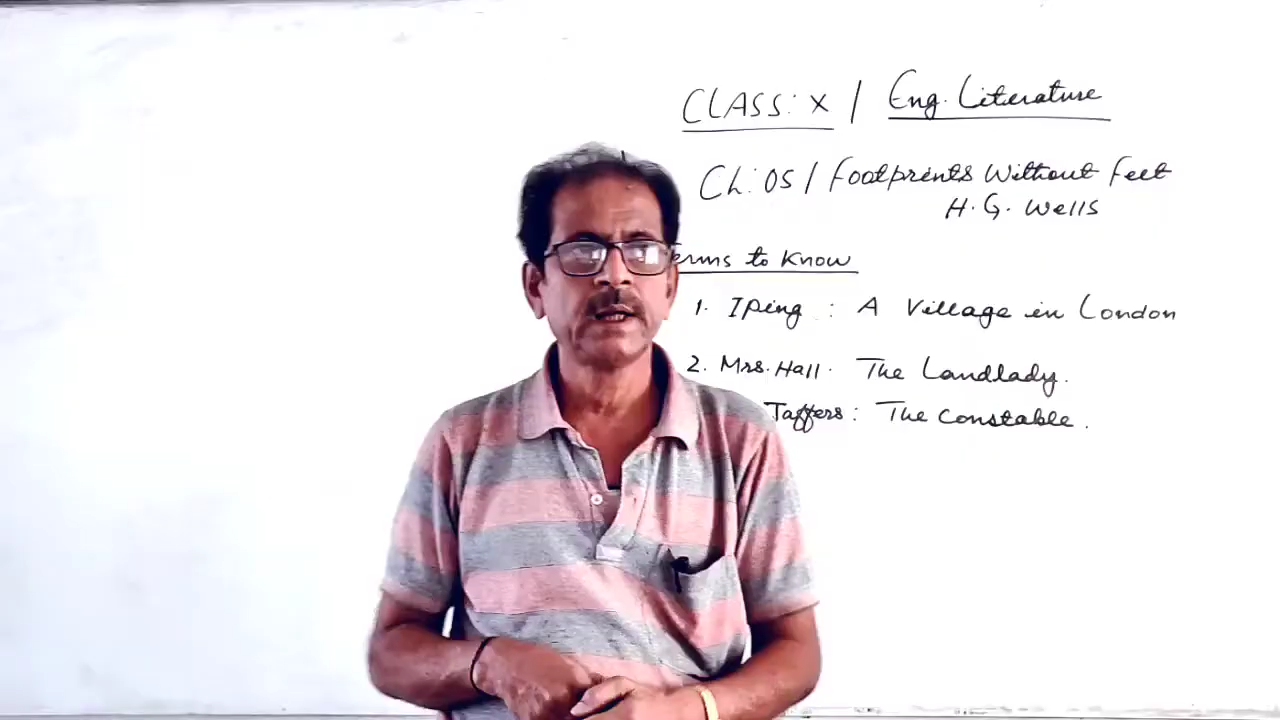 CLASS: X / Eng. Literature
Ch: 05 / Footprints Without Feet
H. G. Wells
erms to Know
1. Iping : A Village in London
2. Mrs. Hall. The Landlady.
Taffers : The Constable.